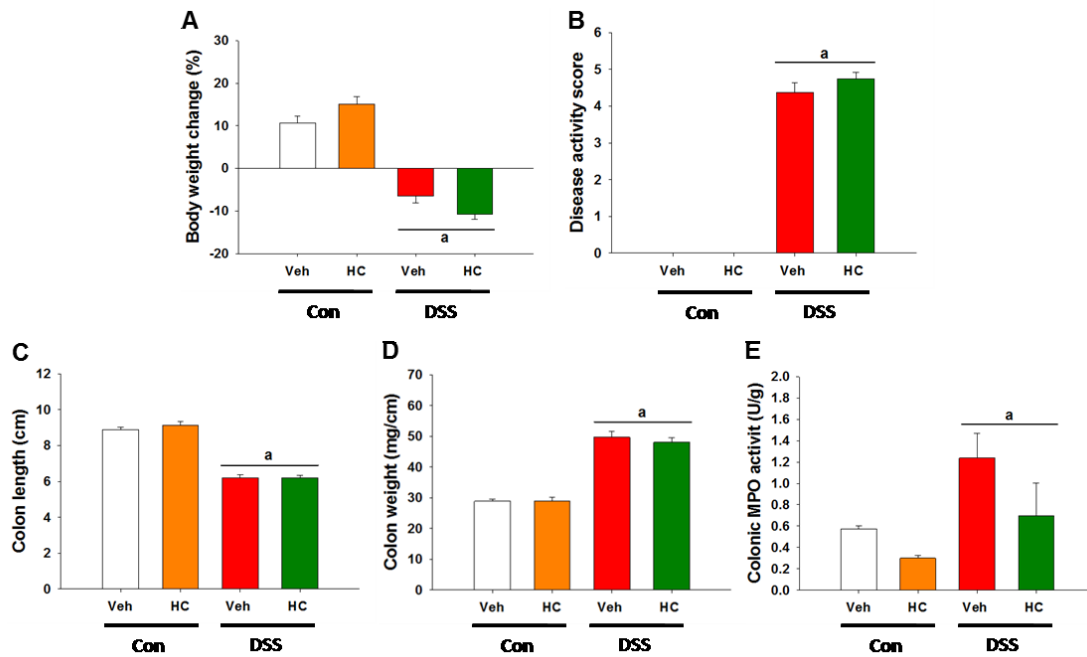 A
Body weight change (%)
30
20
10
0
-10
-20
a
Veh HC Veh HC
Con DSS
B
Disease activity score
6
5
4
3
2
1
0
a
Veh HC Veh HC
Con DSS
C
Colon length (cm)
12
10
8
6
4
2
0
a
Veh HC Veh HC
Con DSS
D
Colon weight (mg/cm)
70
60
50
40
30
20
10
0
a
Veh HC Veh HC
Con DSS
E
Colonic MPO activit (U/g)
2.0
1.8
1.6
1.4
1.2
1.0
0.8
0.6
0.4
0.2
0.0
a
Veh HC Veh HC
Con DSS